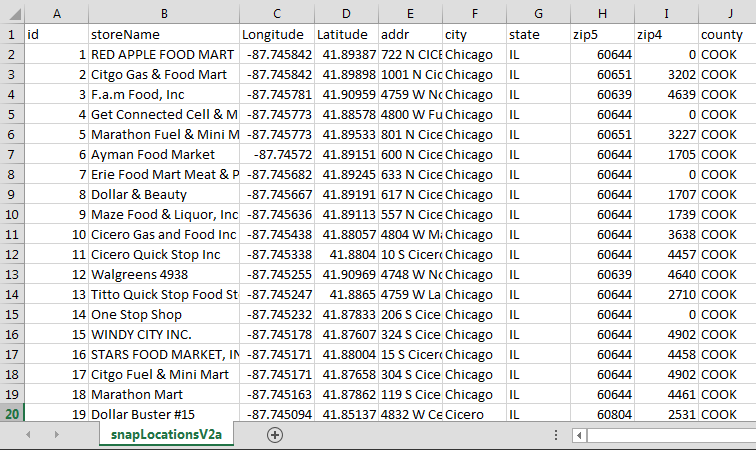 A B C D E F G H I J
1 id storeName Longitude Latitude addr city state zip5 zip4 county
2 1 RED APPLE FOOD MART -87.745842 41.89387 722 N CICE Chicago IL 60644 0 COOK
3 2 Citgo Gas & Food Mart -87.745842 41.89898 1001 N Cic Chicago IL 60651 3202 COOK
4 3 F.a.m Food, Inc -87.745781 41.90959 4759 W No Chicago IL 60639 4639 COOK
5 4 Get Connected Cell & M -87.745773 41.88578 4800 W Fu Chicago IL 60644 0 COOK
6 5 Marathon Fuel & Mini M -87.745773 41.89533 801 N Cice Chicago IL 60651 3227 COOK
7 6 Ayman Food Market -87.74572 41.89151 600 N Cice Chicago IL 60644 1705 COOK
8 7 Erie Food Mart Meat & P -87.745682 41.89245 633 N Cice Chicago IL 60644 0 COOK
9 8 Dollar & Beauty -87.745667 41.89191 617 N Cice Chicago IL 60644 1707 COOK
10 9 Maze Food & Liquor, Inc -87.745636 41.89113 557 N Cice Chicago IL 60644 1739 COOK
11 10 Cicero Gas and Food Inc -87.745438 41.88057 4804 W Ma Chicago IL 60644 3638 COOK
12 11 Cicero Quick Stop Inc -87.745338 41.8804 10 S Cicer Chicago IL 60644 4457 COOK
13 12 Walgreens 4938 -87.745255 41.90969 4748 W No Chicago IL 60639 4640 COOK
14 13 Titto Quick Stop Food St -87.745247 41.8865 4759 W La Chicago IL 60644 2710 COOK
15 14 One Stop Shop -87.745232 41.87833 206 S Cice Chicago IL 60644 0 COOK
16 15 WINDY CITY INC. -87.745178 41.87607 324 S Cice Chicago IL 60644 4902 COOK
17 16 STARS FOOD MARKET, IN -87.745171 41.88004 15 S Cicer Chicago IL 60644 4458 COOK
18 17 Citgo Fuel & Mini Mart -87.745171 41.87658 304 S Cice Chicago IL 60644 4902 COOK
19 18 Marathon Mart -87.745163 41.87862 119 S Cice Chicago IL 60644 4461 COOK
20 19 Dollar Buster #15 -87.745094 41.85137 4832 W Ce Cicero IL 60804 2531 COOK
snapLocationsV2a